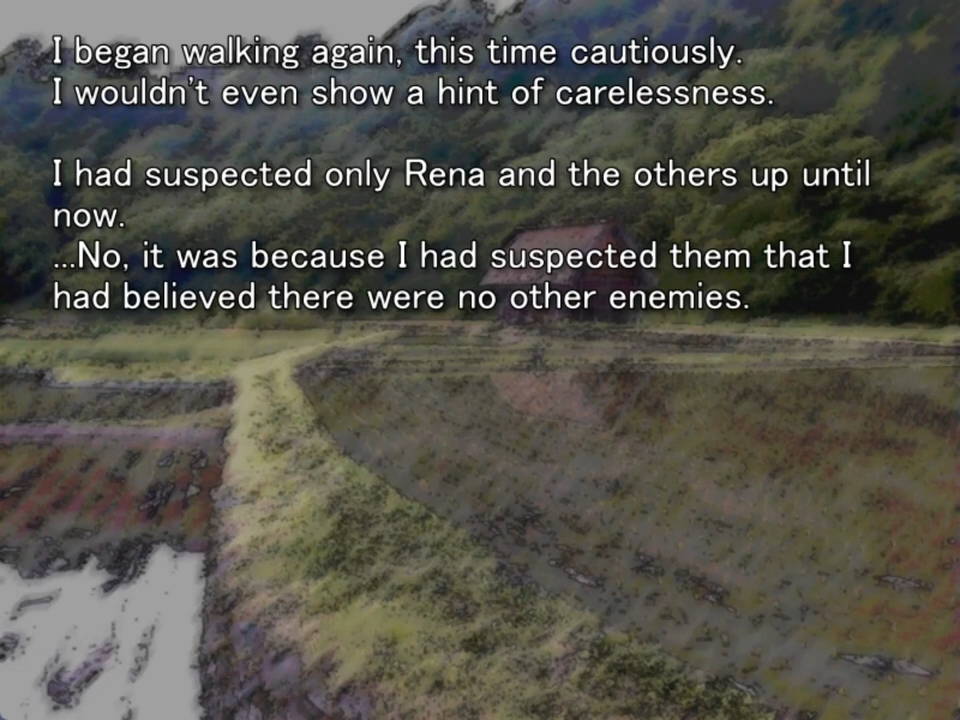 I began walking again, this time cautiously.
I wouldn't even show a hint of carelessness.
I had suspected only Rena and the others up until
now.
...No, it was because I had suspected them that I
had believed there were no other enemies.